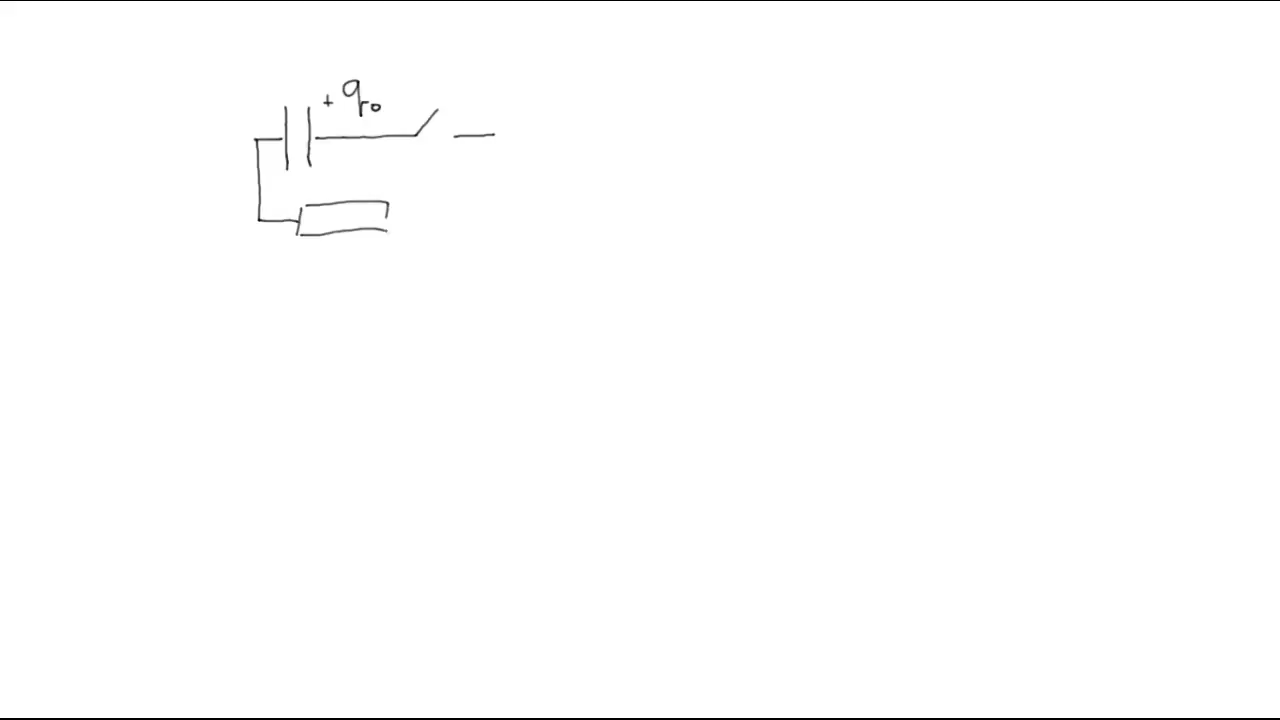 + q₀